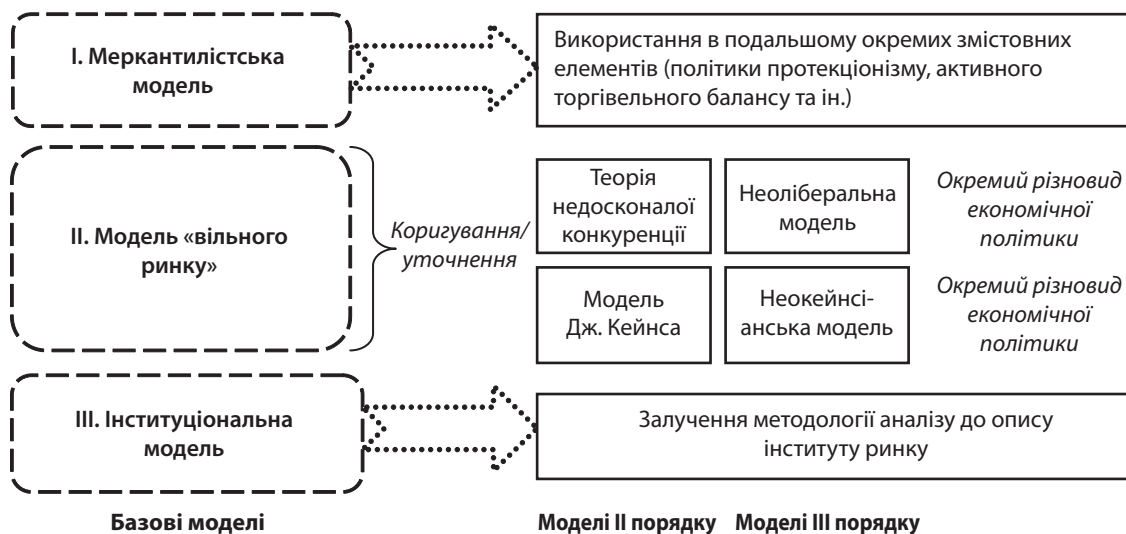 I. Меркантилістська
модель
Використання в подальшому окремих змістовних
елементів (політики протекціонізму, активного
торгівельного балансу та ін.)
II. Модель «вільного
ринку»
Коригування/
уточнення
Теорія
недосконалої
конкуренції
Неоліберальна
модель
Окремий різновид
економічної
політики
Модель
Дж. Кейнса
Неокейнсі-
анська модель
Окремий різновид
економічної
політики
III. Інституціональна
модель
Залучення методології аналізу до опису
інституту ринку
Базові моделі
Моделі II порядку
Моделі III порядку